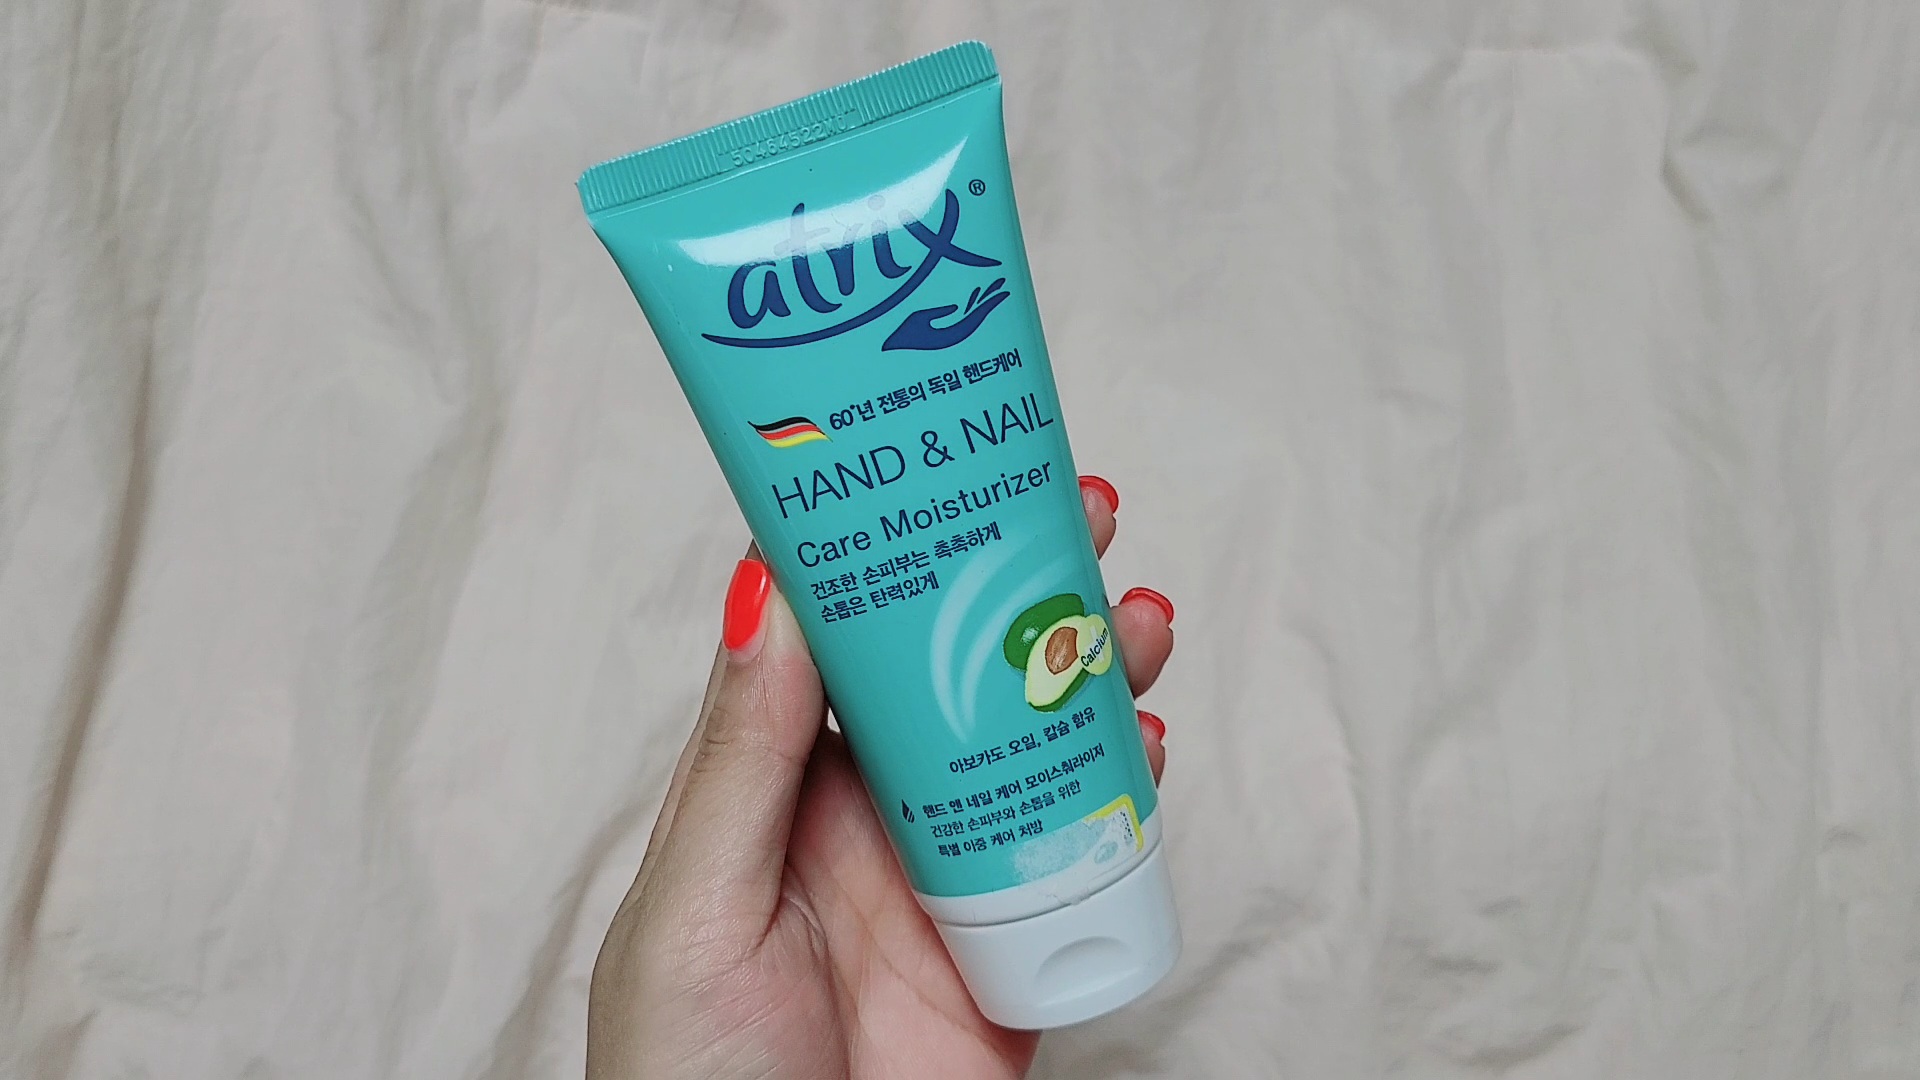 atrix®
60⁺년 전통의 독일 핸드케어
HAND & NAIL
Care Moisturizer
건조한 손피부는 촉촉하게
손톱은 탄력있게
Calcium
아보카도 오일, 칼슘 함유
핸드 앤 네일 케어 모이스춰라이저
건강한 손피부와 손톱을 위한
특별 이중 케어 처방